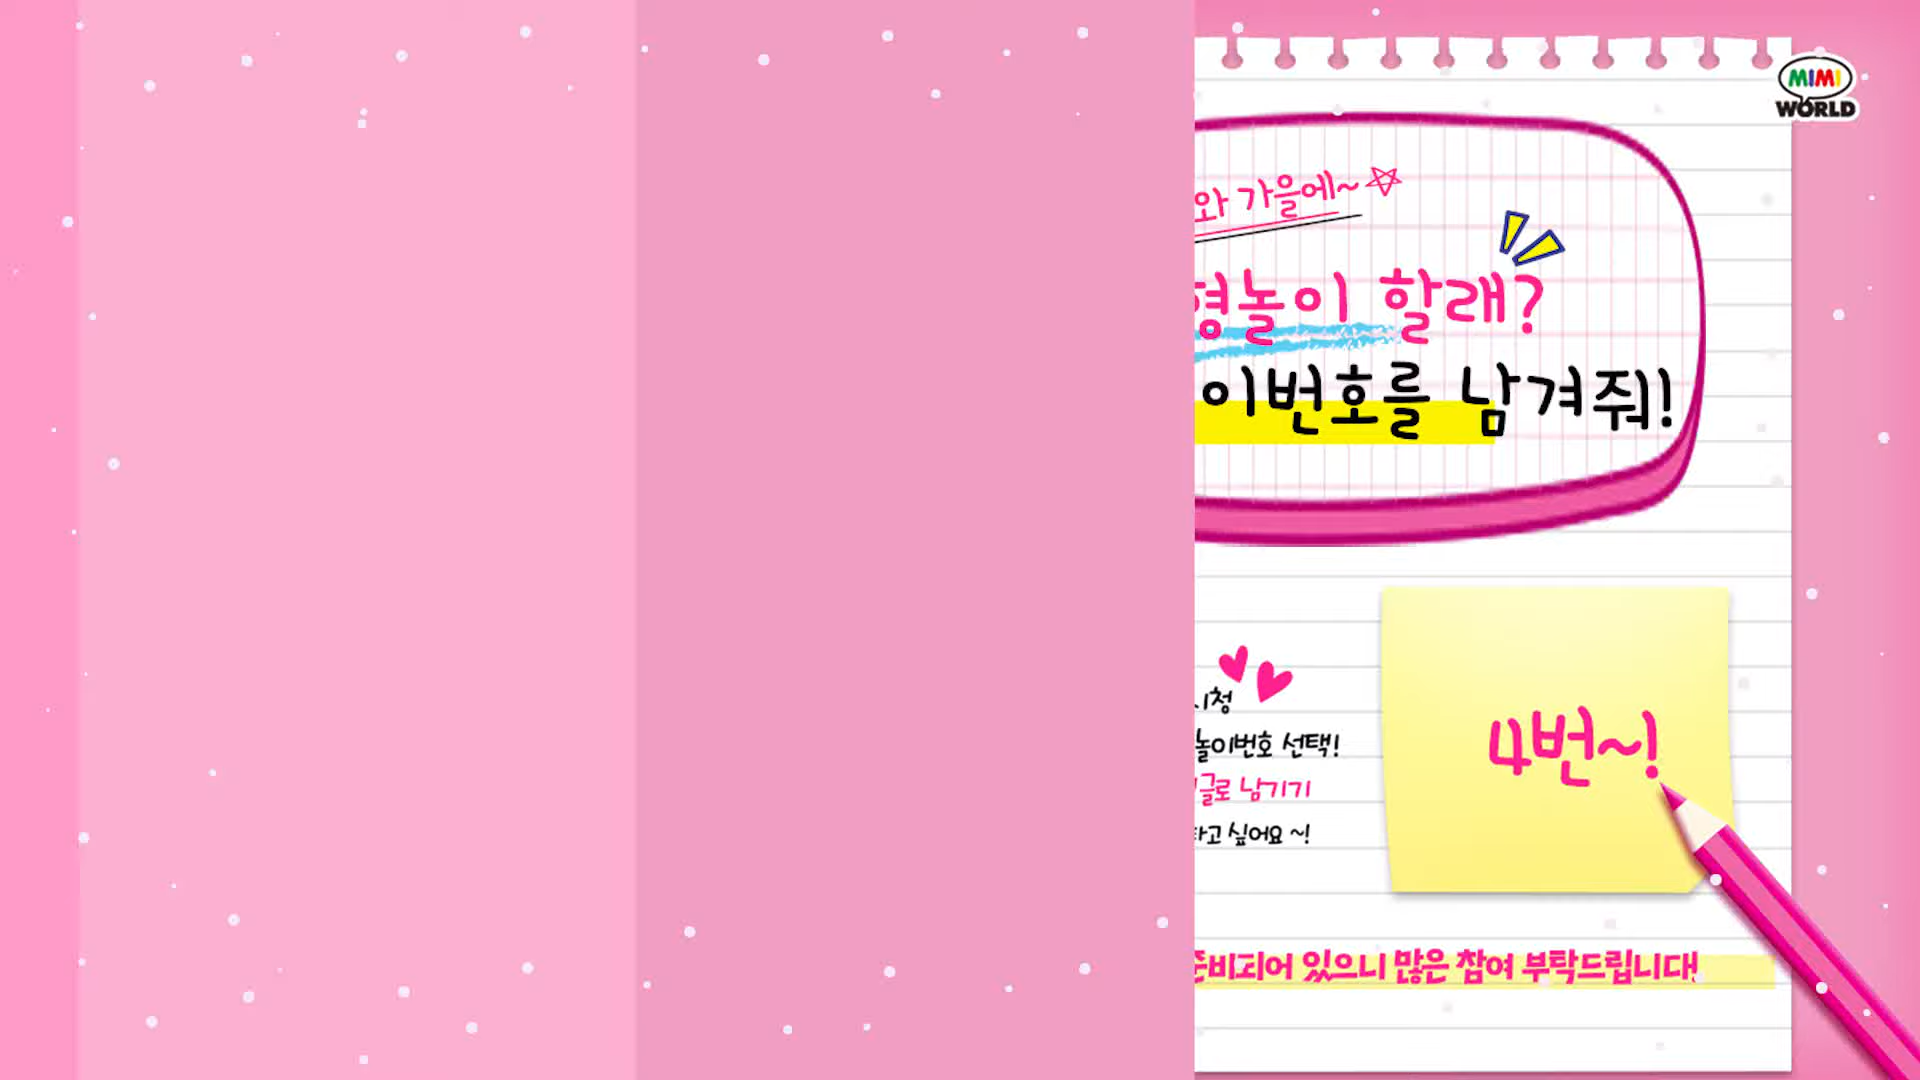 MIMI
WORLD
와 가을에~
형놀이 할래?
이번호를 남겨줘!
시청
놀이번호 선택!
글로 남기기
타고 싶어요 ~!
4번~!
준비되어 있으니 많은 참여 부탁드립니다!